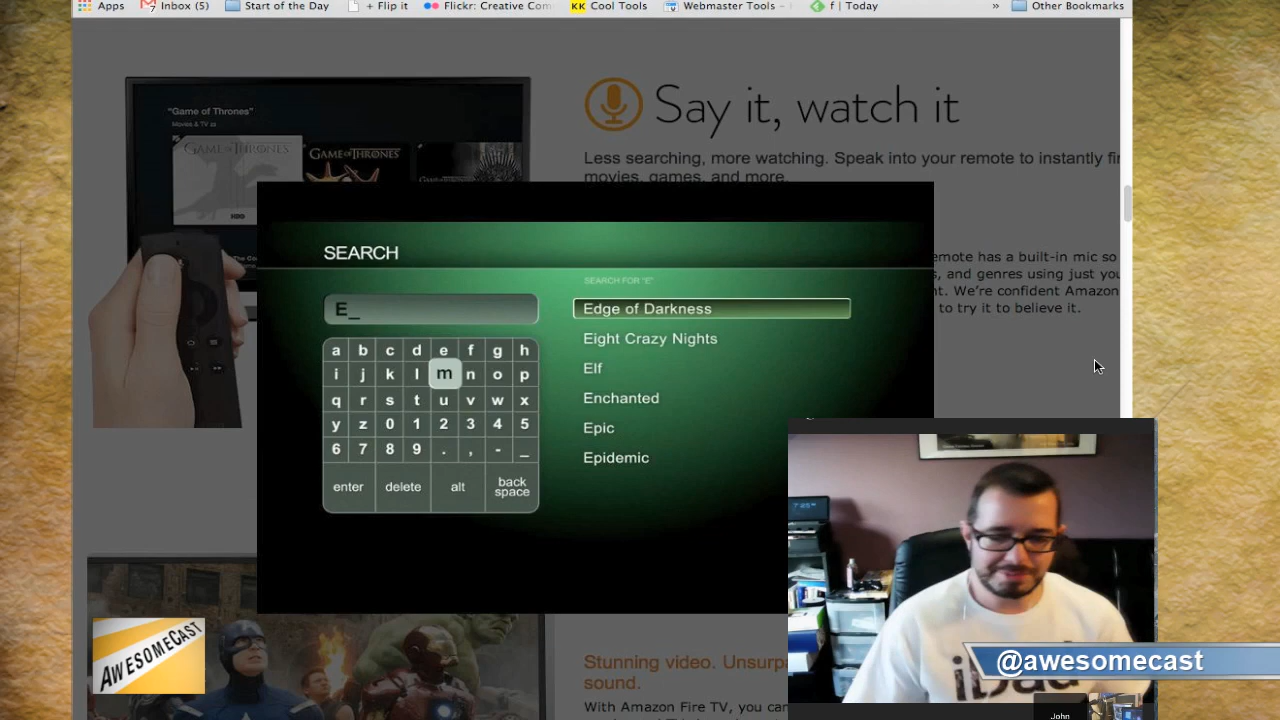 Apps
Inbox (5)
Start of the Day
+ Flip it
Flickr: Creative Com
KK Cool Tools
Webmaster Tools -
f | Today
»
Other Bookmarks
"Game of Thrones"
Movies & TV
GAME OF THRONES
GAME OF THRONES
HBO
Say it, watch it
Less searching, more watching. Speak into your remote to instantly fi
movies, games, and more.
emote has a built-in mic so
s, and genres using just you
nt. We're confident Amazon
to try it to believe it.
SEARCH
E_
a b c d e f g h
i j k l m n o p
q r s t u v w x
y z 0 1 2 3 4 5
6 7 8 9 . , - _
enter delete alt back
space
SEARCH FOR "E"
Edge of Darkness
Eight Crazy Nights
Elf
Enchanted
Epic
Epidemic
AWESOMECAST
Stunning video. Unsurp
sound.
With Amazon Fire TV, you can
@awesomecast
John